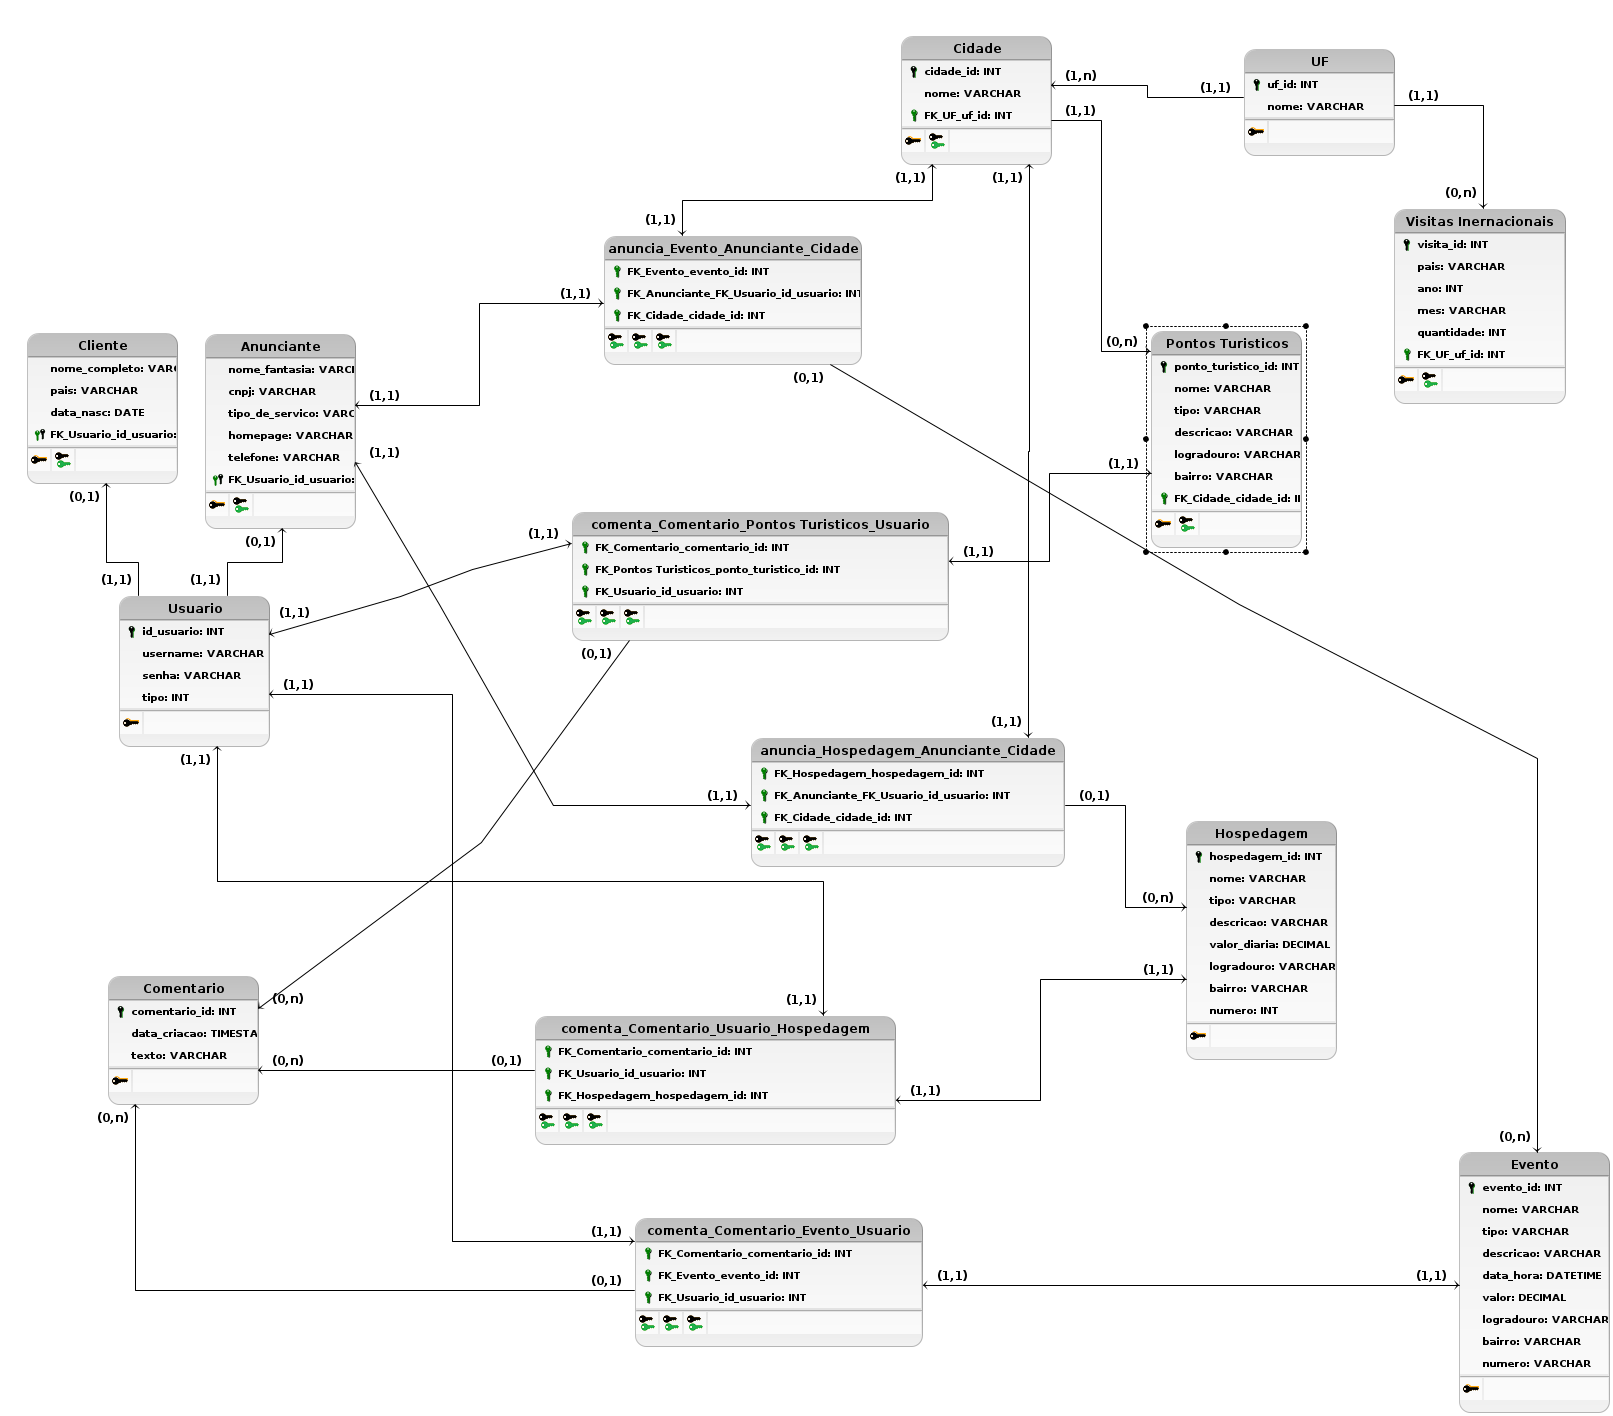 Cidade
cidade_id: INT
nome: VARCHAR
FK_UF_uf_id: INT
(1,n)
(1,1)
(1,1)
(1,1)
(1,1)
UF
uf_id: INT
nome: VARCHAR
(1,1)
(0,n)
Visitas Inernacionais
visita_id: INT
pais: VARCHAR
ano: INT
mes: VARCHAR
quantidade: INT
FK_UF_uf_id: INT
(1,1)
anuncia_Evento_Anunciante_Cidade
FK_Evento_evento_id: INT
FK_Anunciante_FK_Usuario_id_usuario: INT
FK_Cidade_cidade_id: INT
(1,1)
(0,1)
Cliente
nome_completo: VAR
pais: VARCHAR
data_nasc: DATE
FK_Usuario_id_usuario:
(0,1)
Anunciante
nome_fantasia: VARC
cnpj: VARCHAR
tipo_de_servico: VARC
homepage: VARCHAR
telefone: VARCHAR
FK_Usuario_id_usuario:
(1,1)
(1,1)
(0,1)
(0,n)
Pontos Turisticos
ponto_turistico_id: INT
nome: VARCHAR
tipo: VARCHAR
descricao: VARCHAR
logradouro: VARCHAR
bairro: VARCHAR
FK_Cidade_cidade_id: I
(1,1)
comenta_Comentario_Pontos Turisticos_Usuario
FK_Comentario_comentario_id: INT
FK_Pontos Turisticos_ponto_turistico_id: INT
FK_Usuario_id_usuario: INT
(1,1)
(1,1)
(0,1)
(1,1)
(1,1)
Usuario
id_usuario: INT
username: VARCHAR
senha: VARCHAR
tipo: INT
(1,1)
(1,1)
(1,1)
(1,1)
anuncia_Hospedagem_Anunciante_Cidade
FK_Hospedagem_hospedagem_id: INT
FK_Anunciante_FK_Usuario_id_usuario: INT
FK_Cidade_cidade_id: INT
(1,1)
(0,1)
Hospedagem
hospedagem_id: INT
nome: VARCHAR
tipo: VARCHAR
descricao: VARCHAR
valor_diaria: DECIMAL
logradouro: VARCHAR
bairro: VARCHAR
numero: INT
(0,n)
(1,1)
Comentario
comentario_id: INT
data_criacao: TIMESTA
texto: VARCHAR
(0,n)
(0,n)
(0,n)
(1,1)
comenta_Comentario_Usuario_Hospedagem
FK_Comentario_comentario_id: INT
FK_Usuario_id_usuario: INT
FK_Hospedagem_hospedagem_id: INT
(0,1)
(1,1)
comenta_Comentario_Evento_Usuario
FK_Comentario_comentario_id: INT
FK_Evento_evento_id: INT
FK_Usuario_id_usuario: INT
(1,1)
(0,1)
(1,1)
(1,1)
(0,n)
Evento
evento_id: INT
nome: VARCHAR
tipo: VARCHAR
descricao: VARCHAR
data_hora: DATETIME
valor: DECIMAL
logradouro: VARCHAR
bairro: VARCHAR
numero: VARCHAR